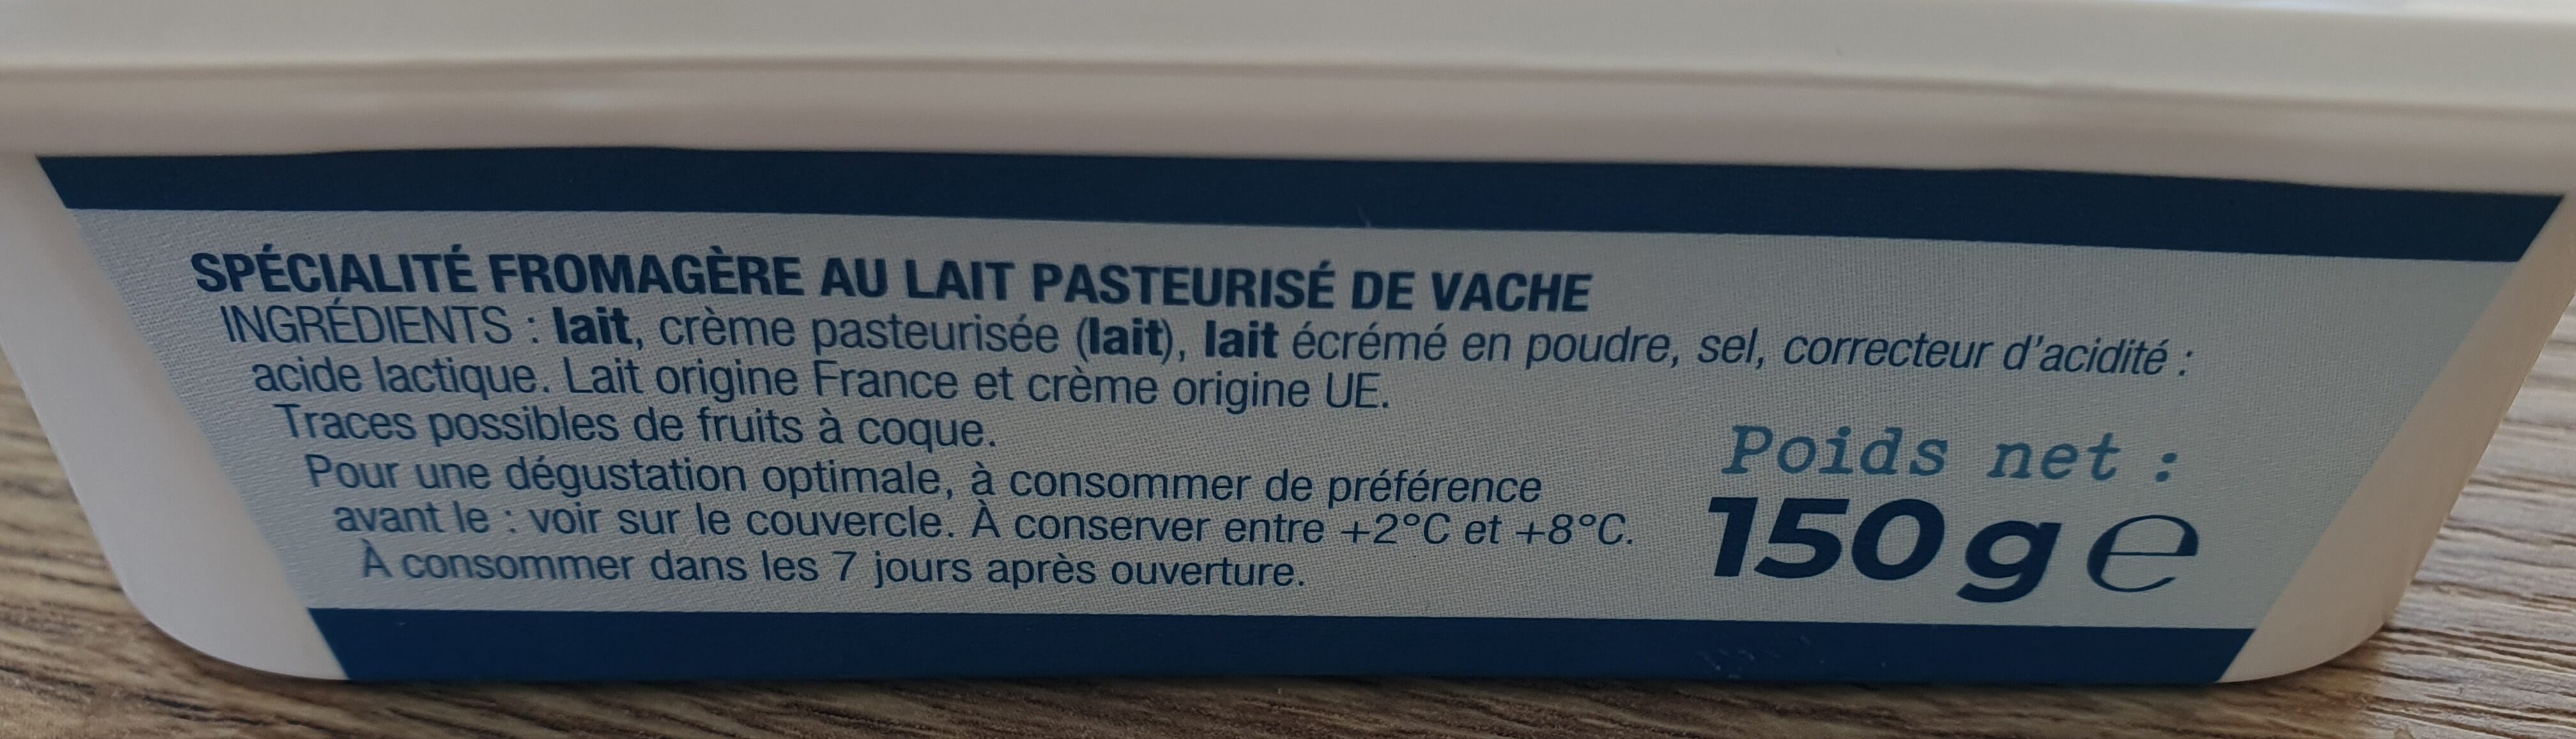 SPÉCIALITÉ FROMAGÈRE AU LAIT PASTEURISÉ DE VACHE
INGRÉDIENTS : lait, crème pasteurisée (lait), lait écrémé en poudre, sel, correcteur d'acidité :
acide lactique. Lait origine France et crème origine UE.
Traces possibles de fruits à coque.
Pour une dégustation optimale, à consommer de préférence
avant le : voir sur le couvercle. À conserver entre +2°C et +8°C.
À consommer dans les 7 jours après ouverture.
Poids net :
150 g e